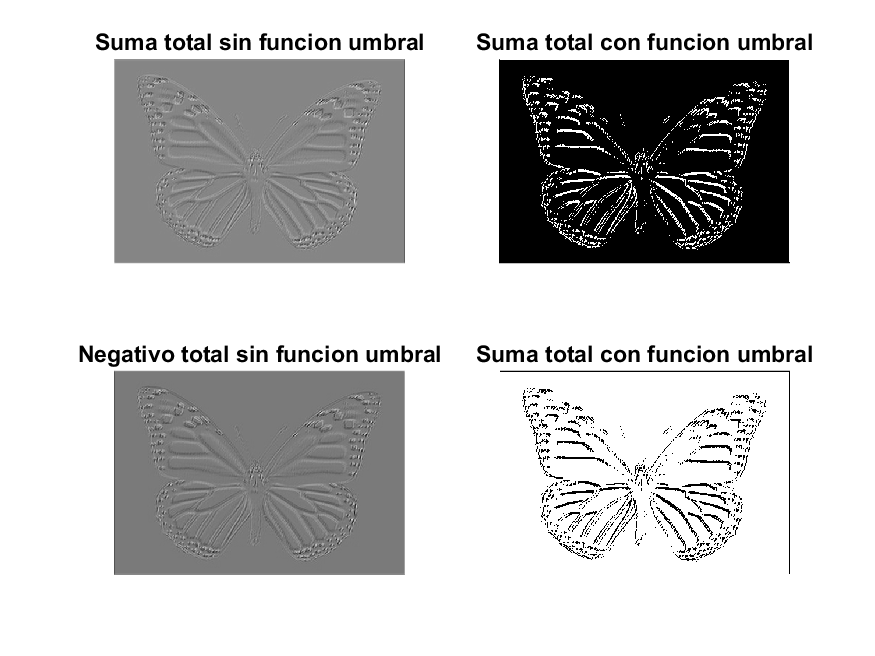 Suma total sin funcion umbral
Suma total con funcion umbral
Negativo total sin funcion umbral
Suma total con funcion umbral